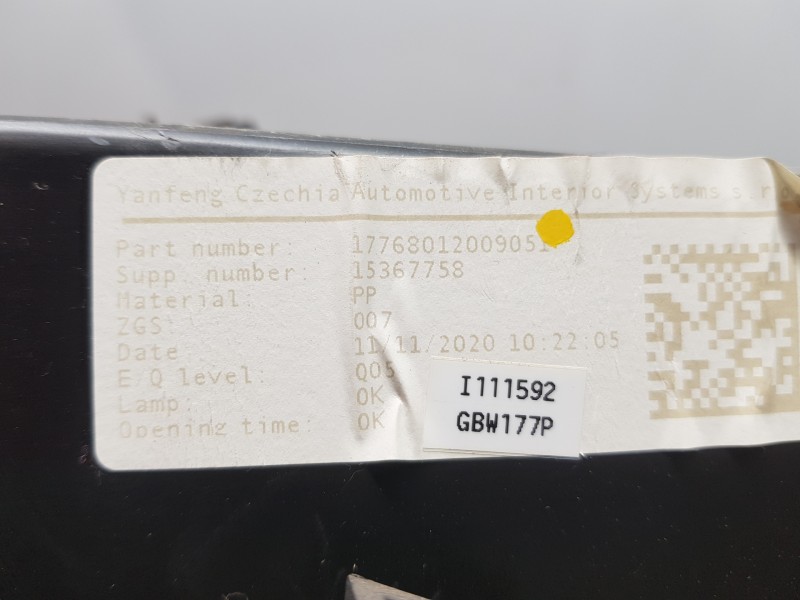 Yanfeng Czechia Automotive Interior Systems s.r.
Part number: 17768012009051
Supp. number: 15367758
Material: PP
ZGS: 007
Date 11/11/2020 10:22:05
E/Q level: Q05
Lamp: OK
Opening time: OK
I111592
GBW177P